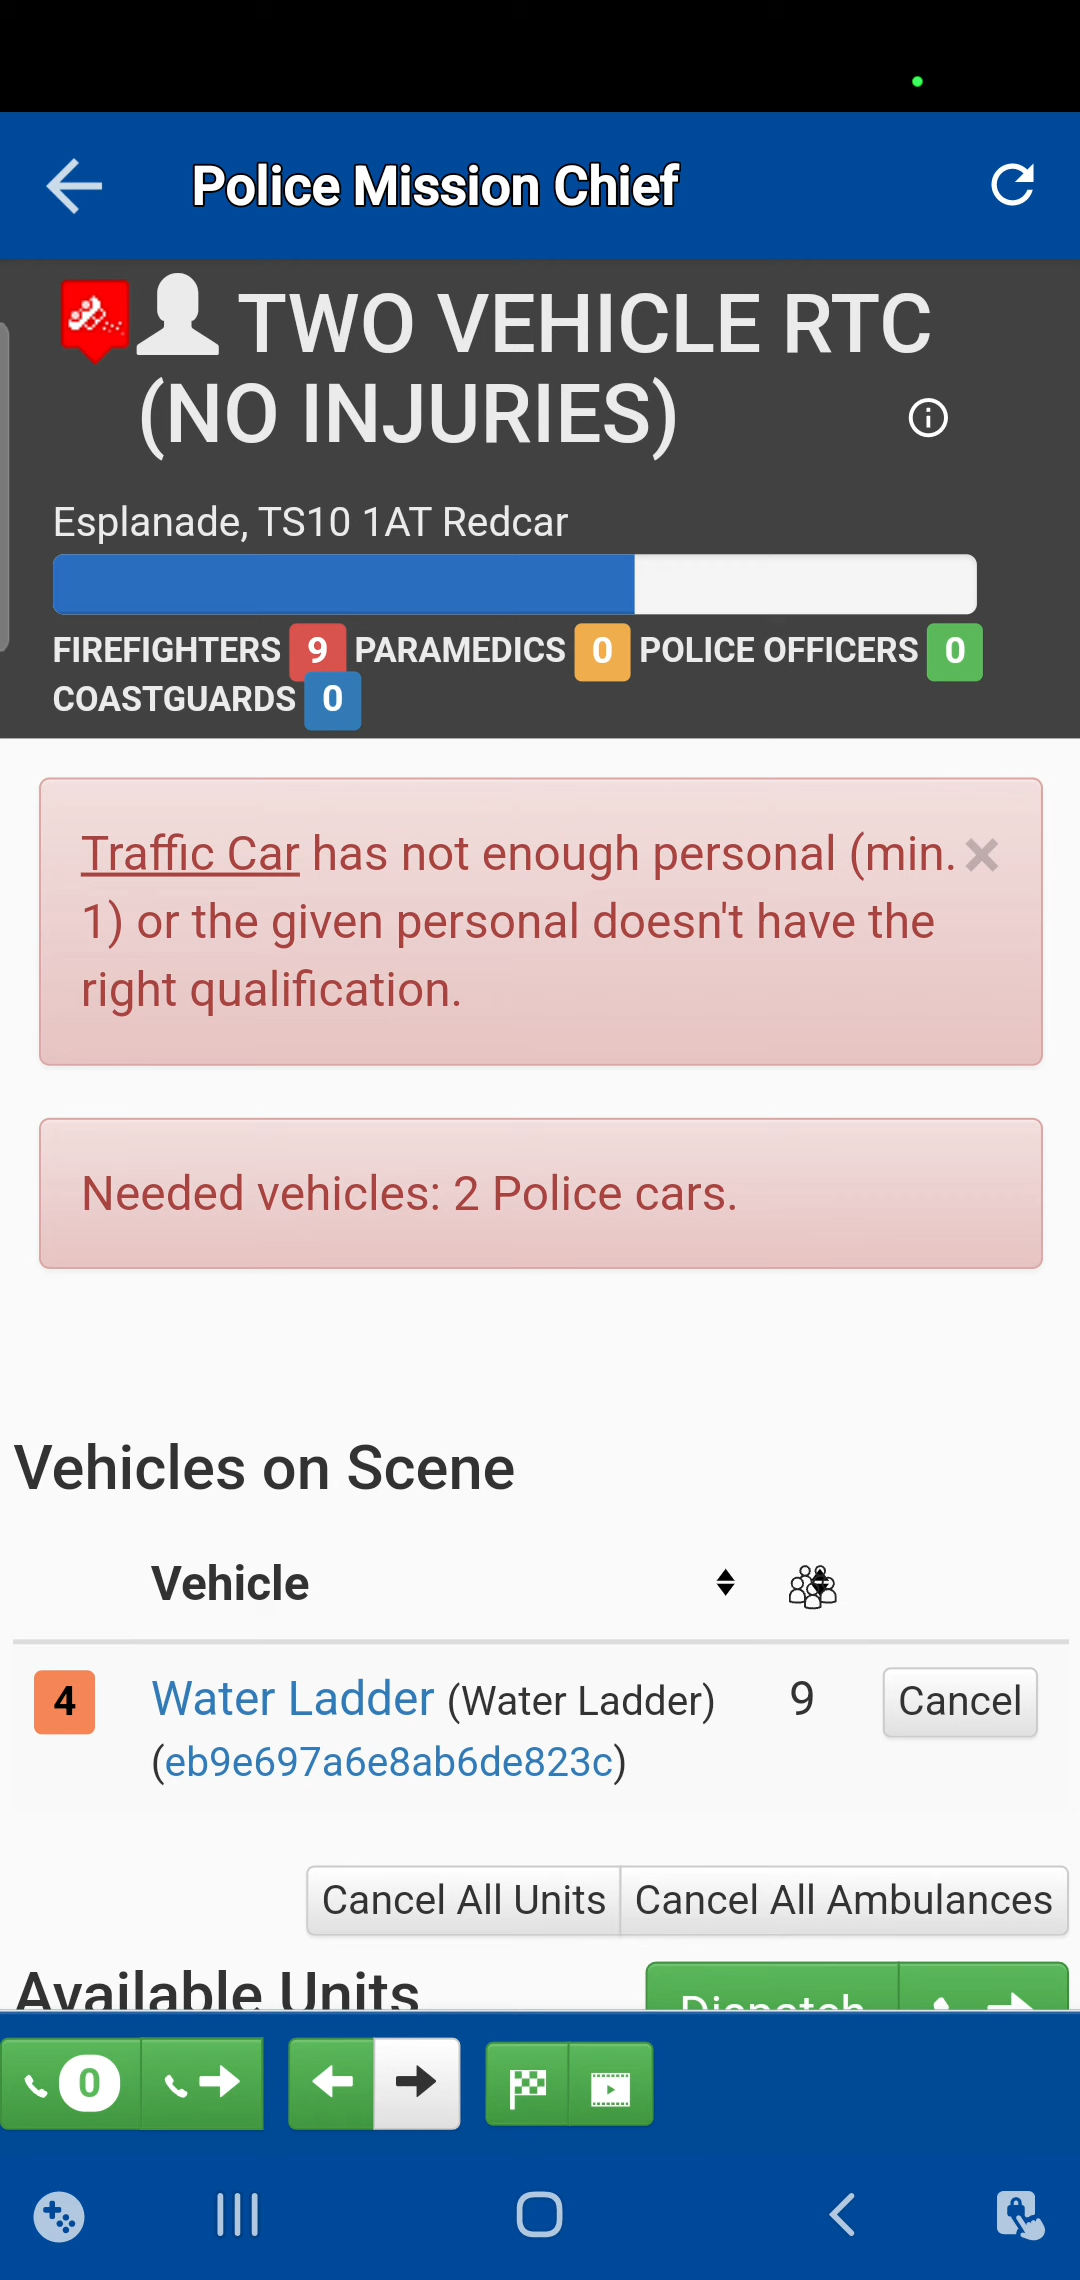 Police Mission Chief
TWO VEHICLE RTC
(NO INJURIES)
Esplanade, TS10 1AT Redcar
FIREFIGHTERS 9 PARAMEDICS 0 POLICE OFFICERS 0
COASTGUARDS 0
Traffic Car has not enough personal (min.
1) or the given personal doesn't have the
right qualification.
Needed vehicles: 2 Police cars.
Vehicles on Scene
Vehicle
4 Water Ladder (Water Ladder) 9 Cancel
(eb9e697a6e8ab6de823c)
Cancel All Units Cancel All Ambulances
Available Units Dispatch
0